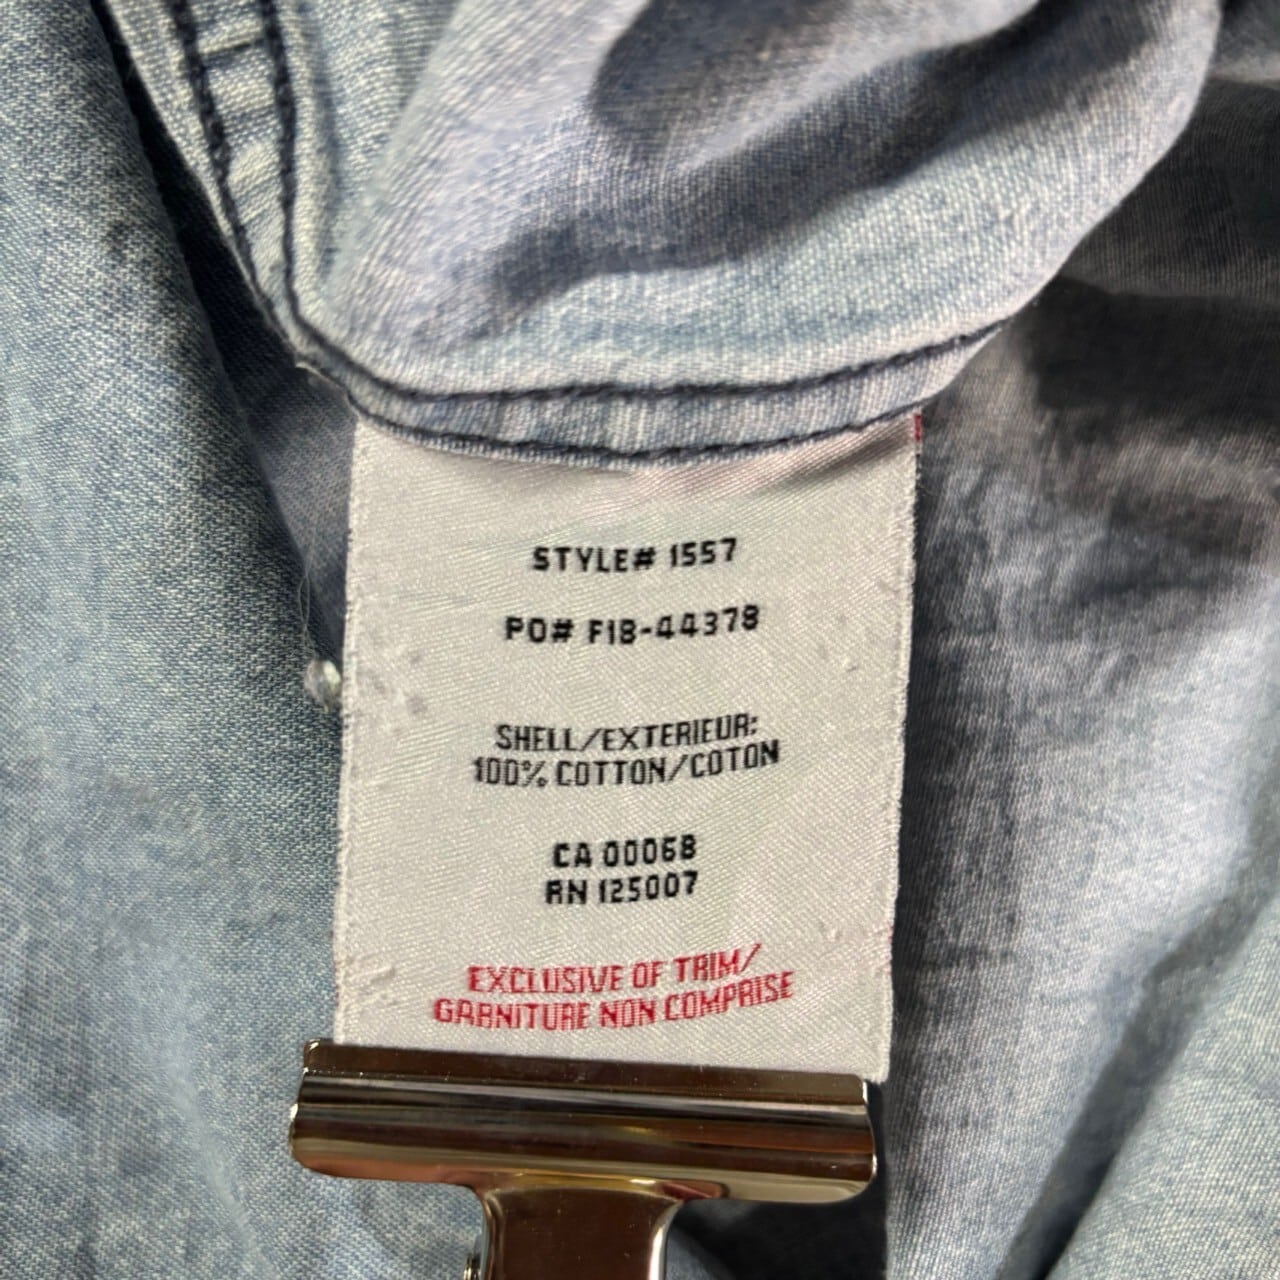 STYLE# 1557
PO# F18-44378
SHELL/EXTERIEUR:
100% COTTON/COTON
CA 00068
RN 125007
EXCLUSIVE OF TRIM/
GARNITURE NON COMPRISE